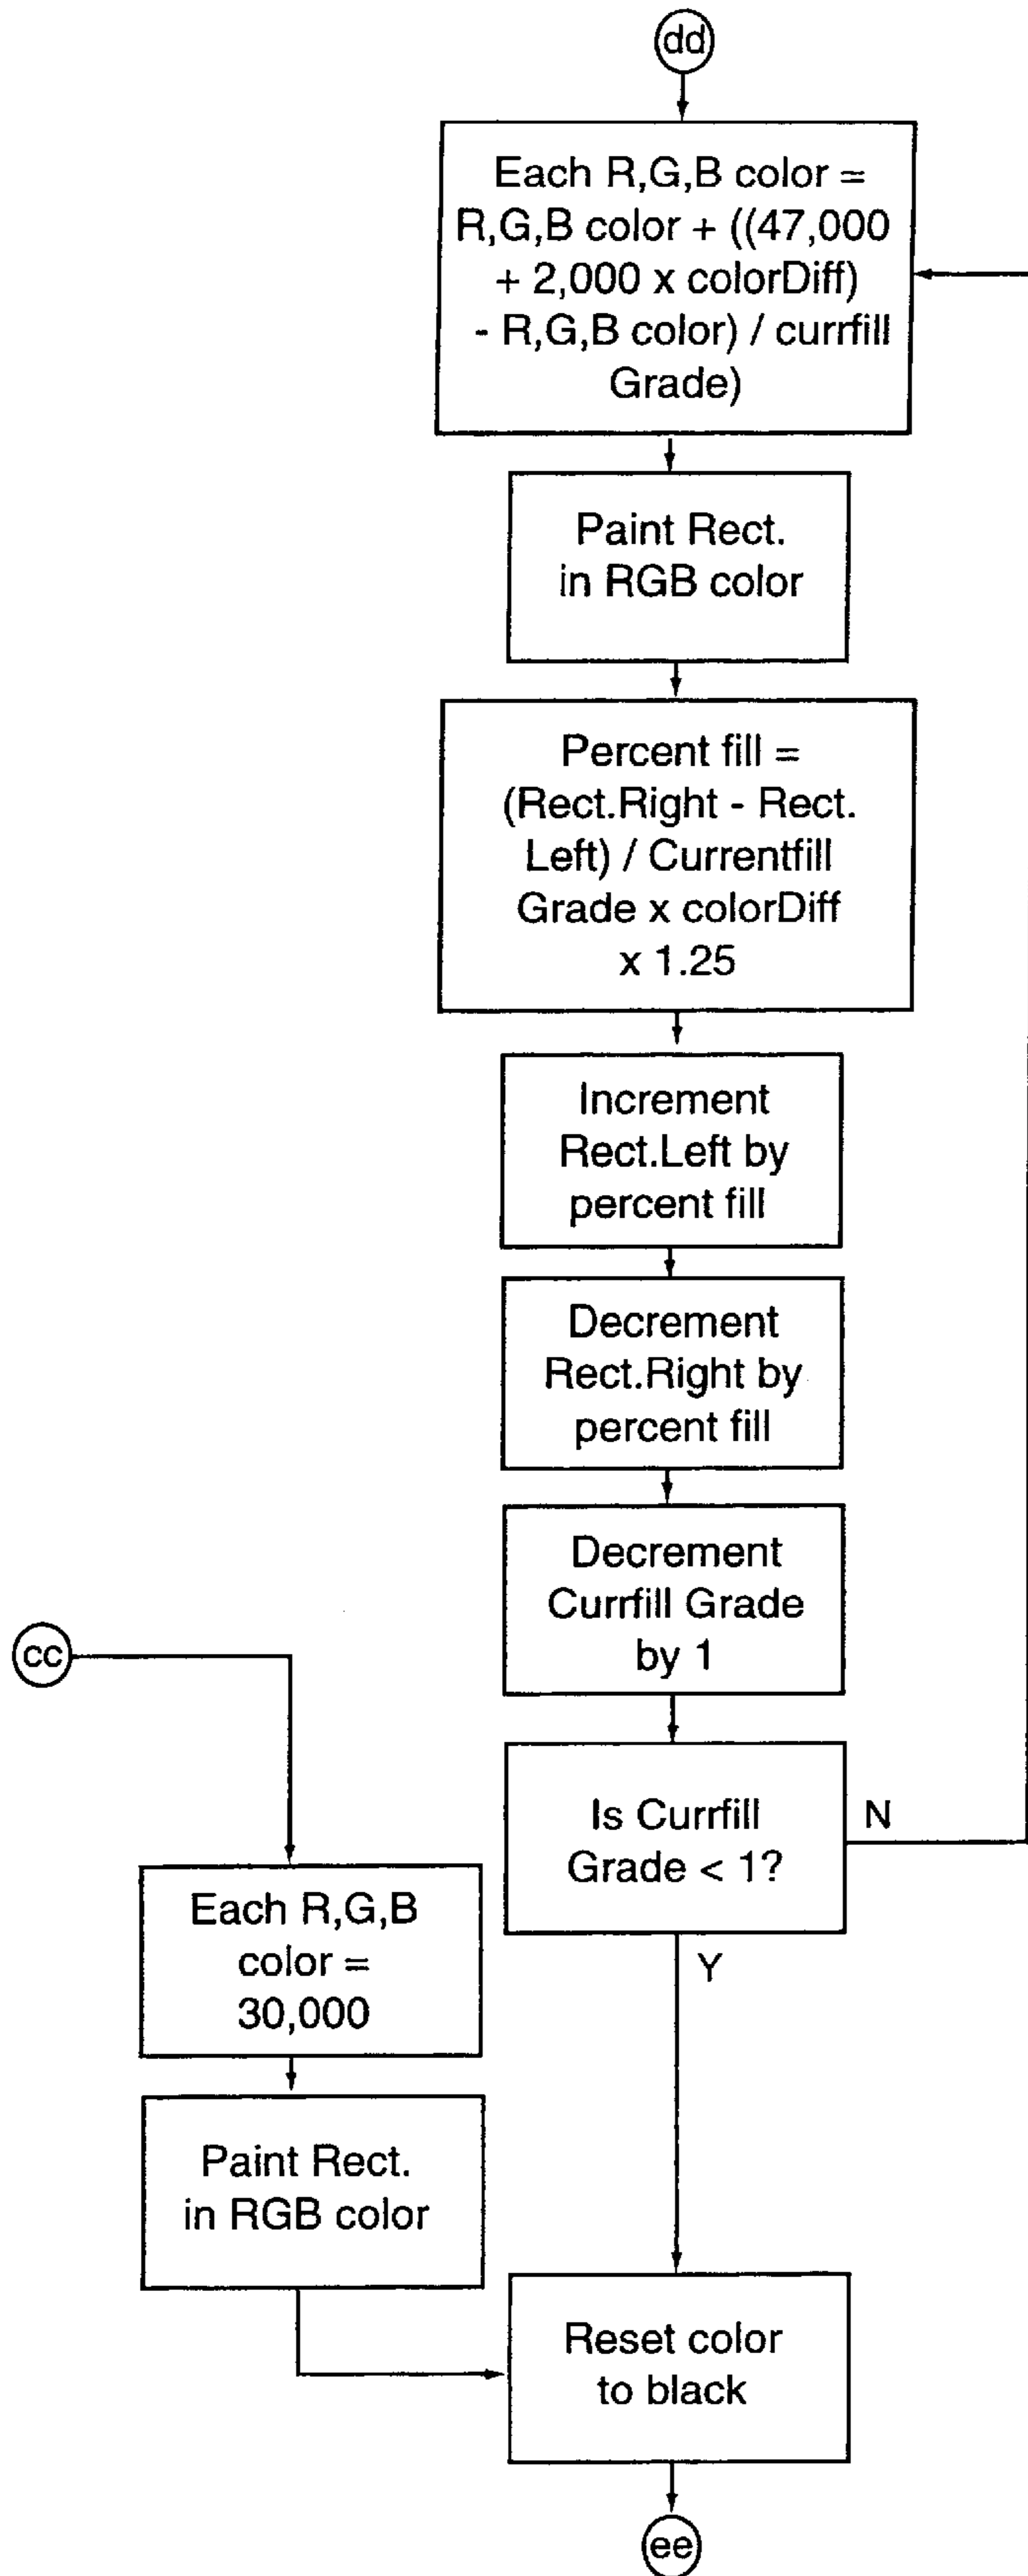 dd
Each R,G,B color =
R,G,B color + ((47,000
+ 2,000 x colorDiff)
- R,G,B color) / currfill
Grade)
Paint Rect.
in RGB color
Percent fill =
(Rect.Right - Rect.
Left) / Currentfill
Grade x colorDiff
x 1.25
Increment
Rect.Left by
percent fill
Decrement
Rect.Right by
percent fill
Decrement
Currfill Grade
by 1
cc
Is Currfill
Grade < 1?
N
Y
Each R,G,B
color =
30,000
Paint Rect.
in RGB color
Reset color
to black
ee